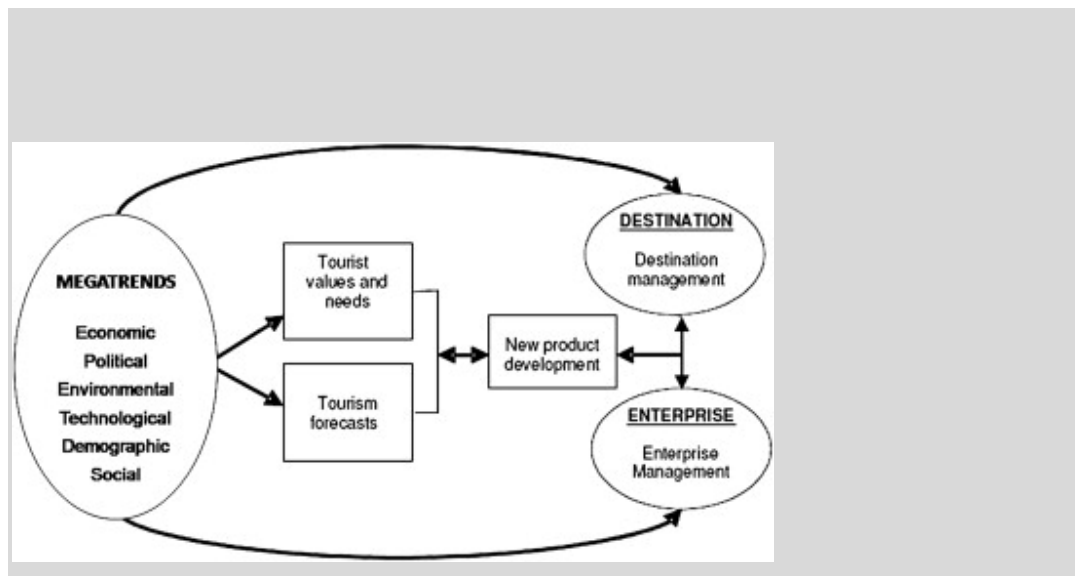 MEGATRENDS
Economic
Political
Environmental
Technological
Demographic
Social
Tourist
values and
needs
Tourism
forecasts
New product
development
DESTINATION
Destination
management
ENTERPRISE
Enterprise
Management